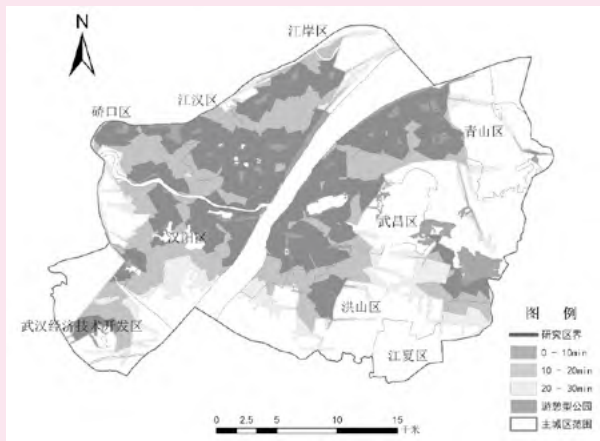 N
江岸区
江汉区
硚口区
青山区
武昌区
汉阳区
洪山区
武汉经济技术开发区
江夏区
图 例
研究区界
0 - 10min
10 - 20min
20 - 30min
游憩型公园
主城区范围
0 2.5 5 10 15
千米